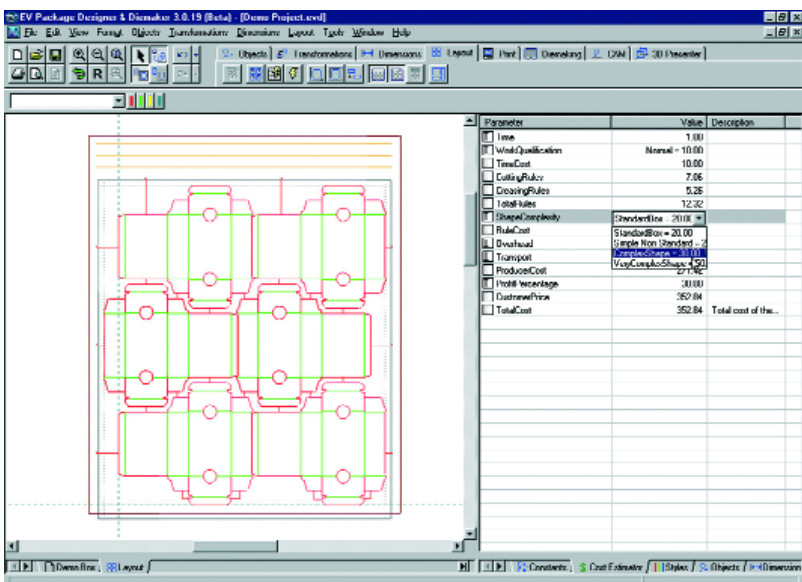 EV Package Designer & Diemaker 3.0.19 (Beta) - [Demo Project.evd]
File Edit View Format Objects Transformations Dimensions Layout Tools Window Help
Objects Transformations Dimensions Layout Print Diemaking CAM 3D Presenter
R
Parameter Value Description
Time 1.00
WorkQualification Normal = 10.00
TimeCost 10.00
CuttingRules 7.06
CreasingRules 5.26
TotalRules 12.32
ShapeComplexity StandardBox = 20.00
RuleCost StandardBox = 20.00
Overhead Simple Non Standard = 2
Transport ComplexShape = 30.00
VeryComplexShape = 50
ProducerCost 271.42
ProfitPercentage 30.00
CustomerPrice 352.84
TotalCost 352.84 Total cost of the...
Demo Box Layout Constants $ Cost Estimator Styles Objects Dimension